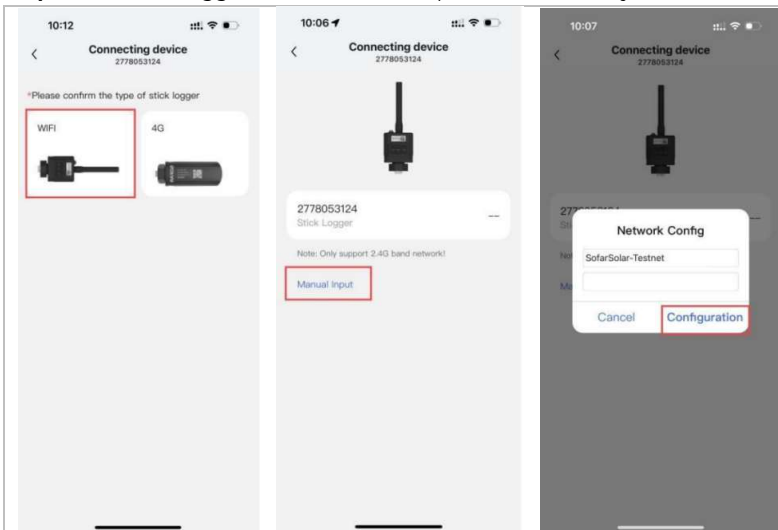 10:12
Connecting device
2778053124
*Please confirm the type of stick logger
WIFI
4G
10:06
Connecting device
2778053124
2778053124
Stick Logger
--
Note: Only support 2.4G band network!
Manual Input
10:07
Connecting device
2778053124
Network Config
SofarSolar-Testnet
Cancel
Configuration